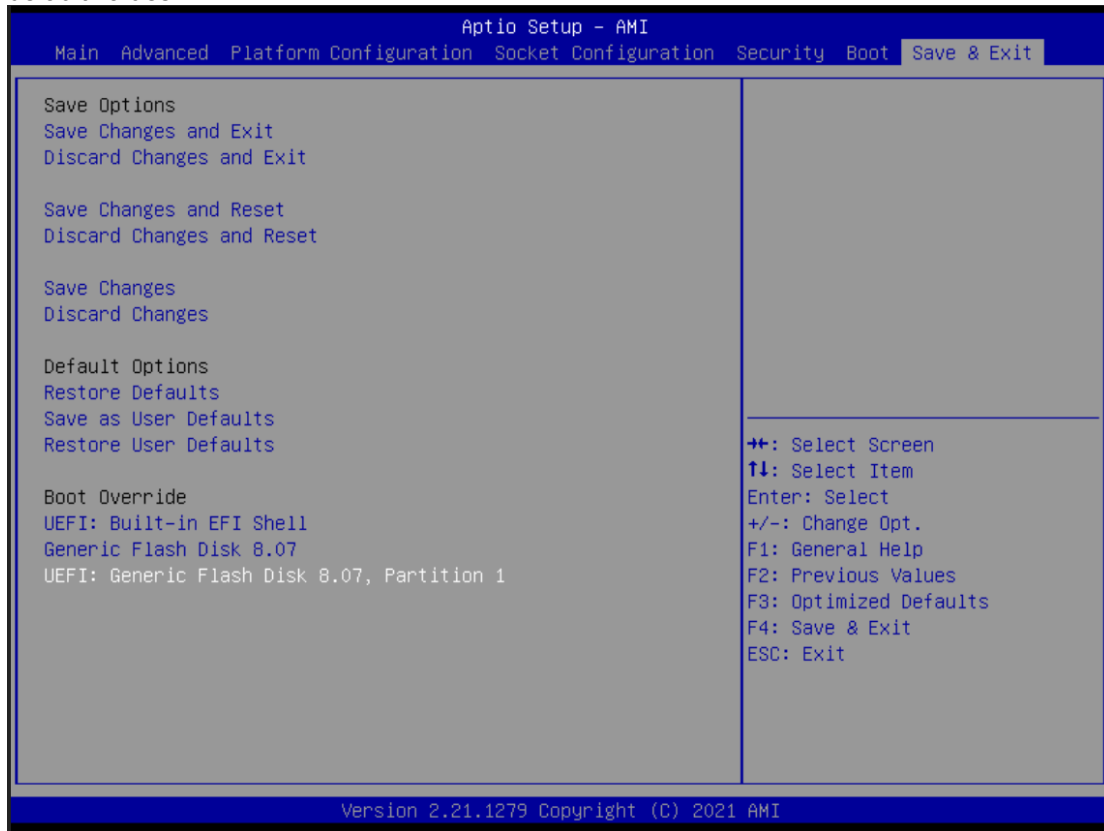 Aptio Setup – AMI
Main Advanced Platform Configuration Socket Configuration Security Boot Save & Exit
Save Options
Save Changes and Exit
Discard Changes and Exit
Save Changes and Reset
Discard Changes and Reset
Save Changes
Discard Changes
Default Options
Restore Defaults
Save as User Defaults
Restore User Defaults
Boot Override
UEFI: Built-in EFI Shell
Generic Flash Disk 8.07
UEFI: Generic Flash Disk 8.07, Partition 1
→←: Select Screen
↑↓: Select Item
Enter: Select
+/-: Change Opt.
F1: General Help
F2: Previous Values
F3: Optimized Defaults
F4: Save & Exit
ESC: Exit
Version 2.21.1279 Copyright (C) 2021 AMI